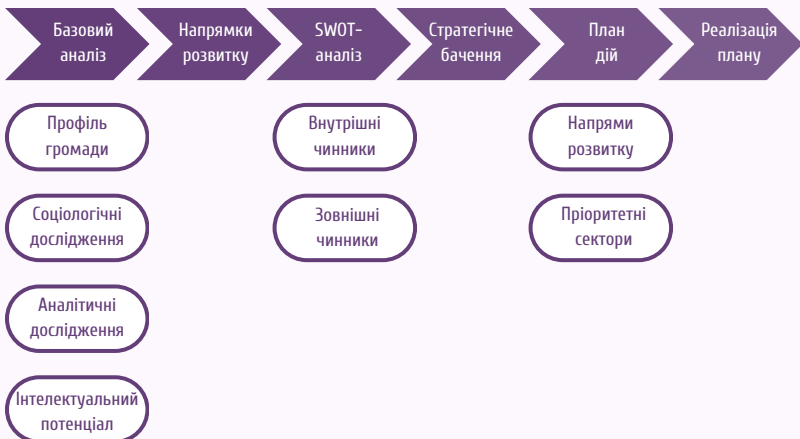 Базовий
аналіз
Напрямки
розвитку
SWOT-
аналіз
Стратегічне
бачення
План
дій
Реалізація
плану
Профіль
громади
Внутрішні
чинники
Напрями
розвитку
Соціологічні
дослідження
Зовнішні
чинники
Пріоритетні
сектори
Аналітичні
дослідження
Інтелектуальний
потенціал